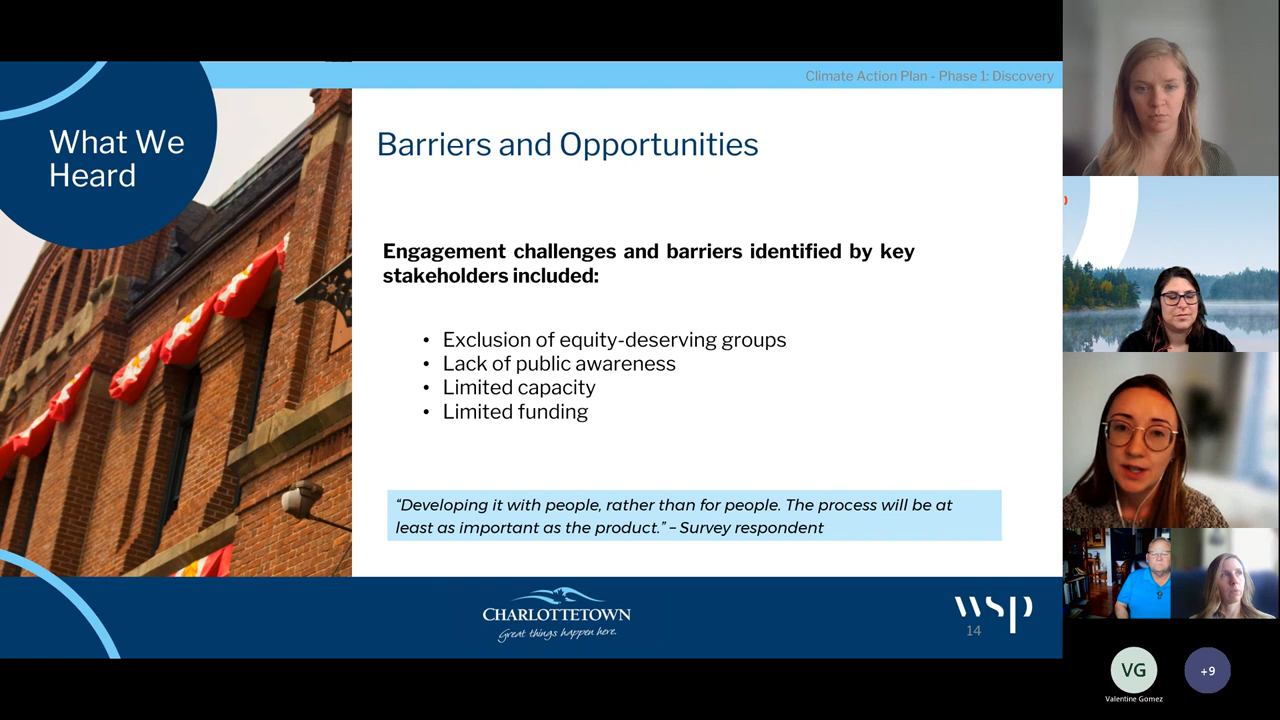 Climate Action Plan - Phase 1: Discovery
What We
Heard
Barriers and Opportunities
Engagement challenges and barriers identified by key
stakeholders included:
• Exclusion of equity-deserving groups
• Lack of public awareness
• Limited capacity
• Limited funding
“Developing it with people, rather than for people. The process will be at
least as important as the product.” – Survey respondent
CHARLOTTETOWN
Great things happen here.
wsp
14
VG
Valentine Gomez
+9